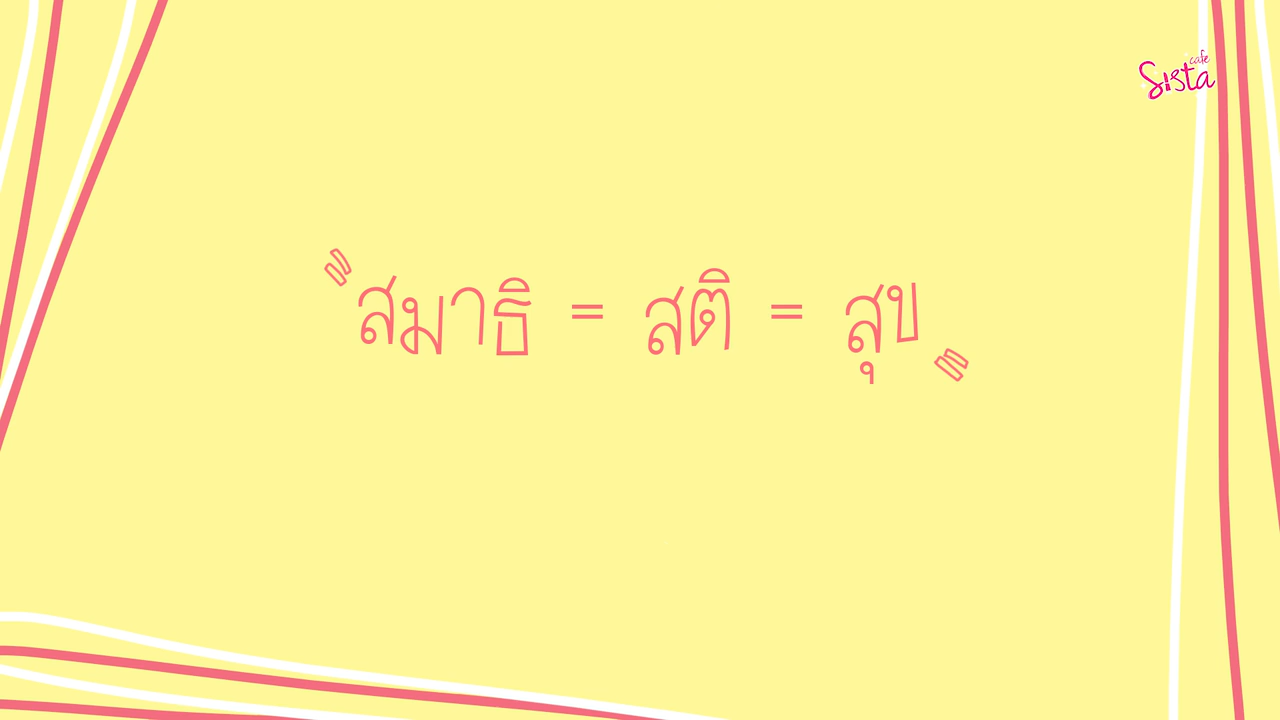 Sista cafe
"สมาธิ = สติ = สุข"